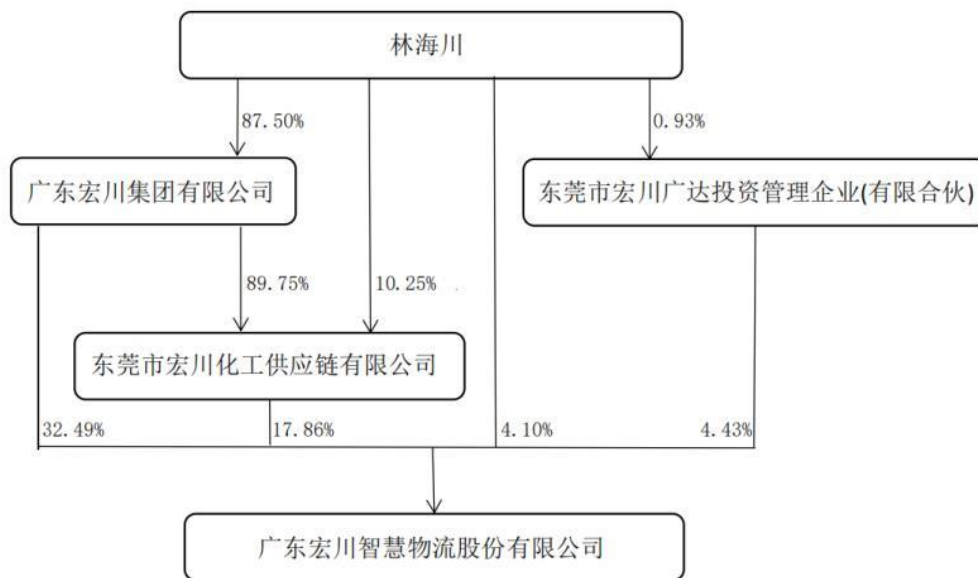 林海川
87.50%
0.93%
广东宏川集团有限公司
东莞市宏川广达投资管理企业(有限合伙)
89.75%
10.25%
东莞市宏川化工供应链有限公司
32.49%
17.86%
4.10%
4.43%
广东宏川智慧物流股份有限公司